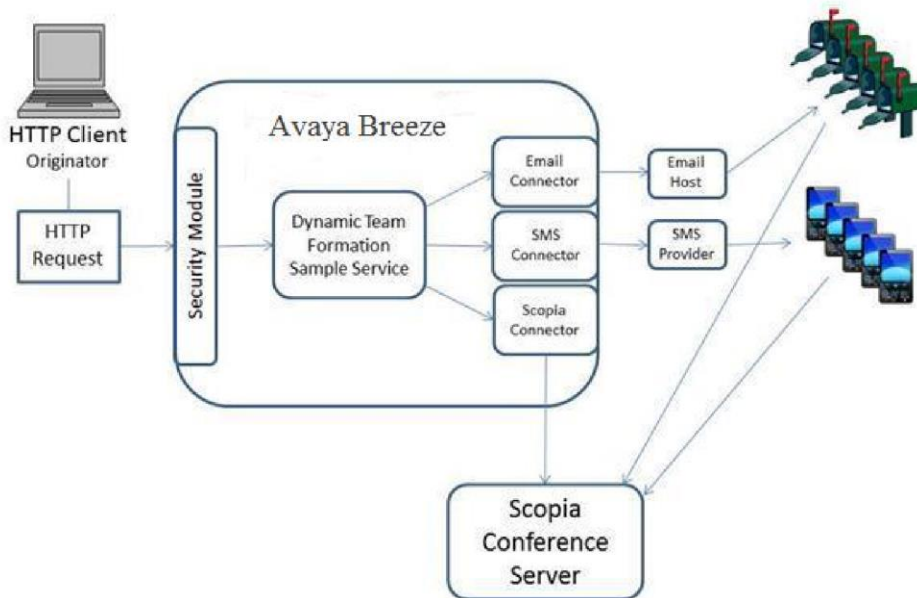 HTTP Client
Originator
HTTP
Request
Security Module
Avaya Breeze
Dynamic Team
Formation
Sample Service
Email
Connector
SMS
Connector
Scopia
Connector
Email
Host
SMS
Provider
Scopia
Conference
Server